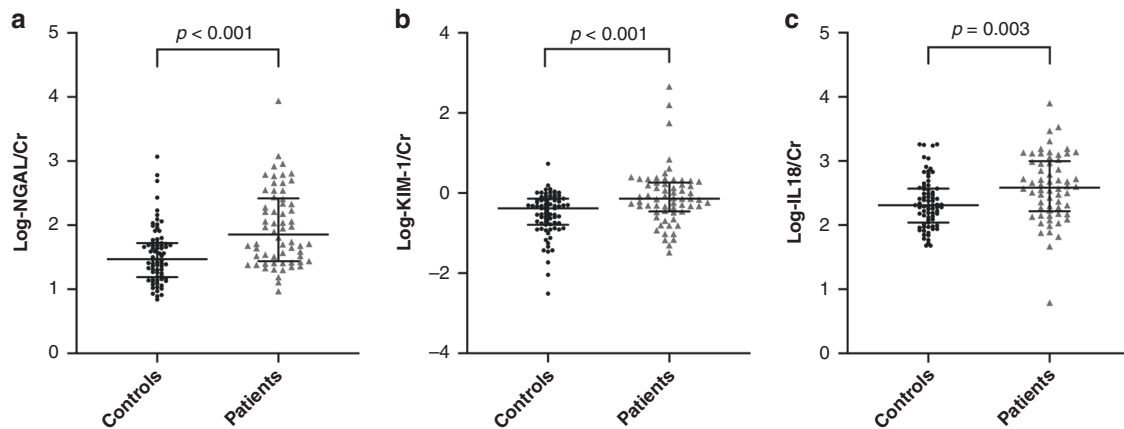 a
p < 0.001
5
4
3
2
1
0
Log-NGAL/Cr
Controls
Patients
b
p < 0.001
4
2
0
−2
−4
Log-KIM-1/Cr
Controls
Patients
c
p = 0.003
5
4
3
2
1
0
Log-IL18/Cr
Controls
Patients